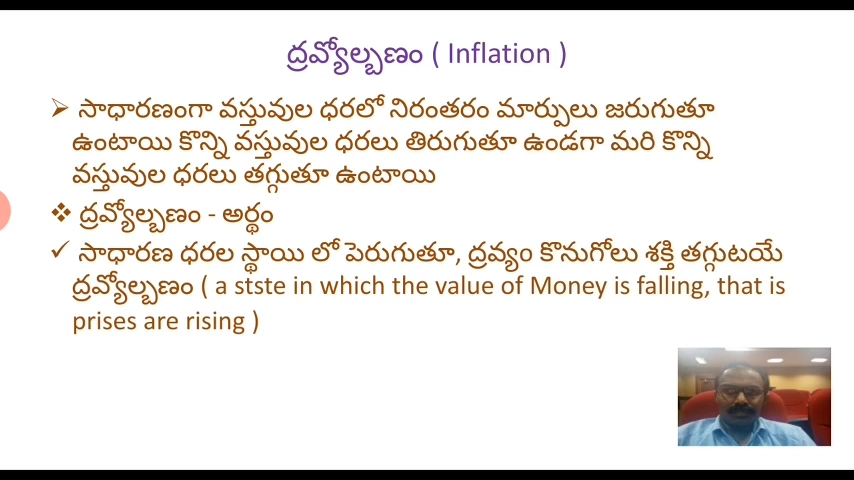 ద్రవ్యోల్బణం ( Inflation )
➢ సాధారణంగా వస్తువుల ధరలో నిరంతరం మార్పులు జరుగుతూ
ఉంటాయి కొన్ని వస్తువుల ధరలు తిరుగుతూ ఉండగా మరి కొన్ని
వస్తువుల ధరలు తగ్గుతూ ఉంటాయి
❖ ద్రవ్యోల్బణం - అర్థం
✓ సాధారణ ధరల స్థాయి లో పెరుగుతూ, ద్రవ్యం కొనుగోలు శక్తి తగ్గుటయే
ద్రవ్యోల్బణం ( a stste in which the value of Money is falling, that is
prises are rising )